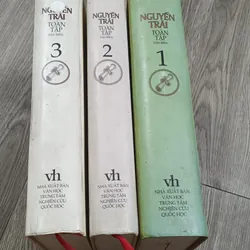 NGUYỄN
TRÃI
TOÀN
TẬP
3
vh
NHÀ XUẤT BẢN
VĂN HỌC
TRUNG TÂM
NGHIÊN CỨU
QUỐC HỌC
NGUYỄN
TRÃI
TOÀN
TẬP
2
vh
NHÀ XUẤT BẢN
VĂN HỌC
TRUNG TÂM
NGHIÊN CỨU
QUỐC HỌC
NGUYỄN
TRÃI
TOÀN
TẬP
1
vh
NHÀ XUẤT BẢN
VĂN HỌC
TRUNG TÂM
NGHIÊN CỨU
QUỐC HỌC